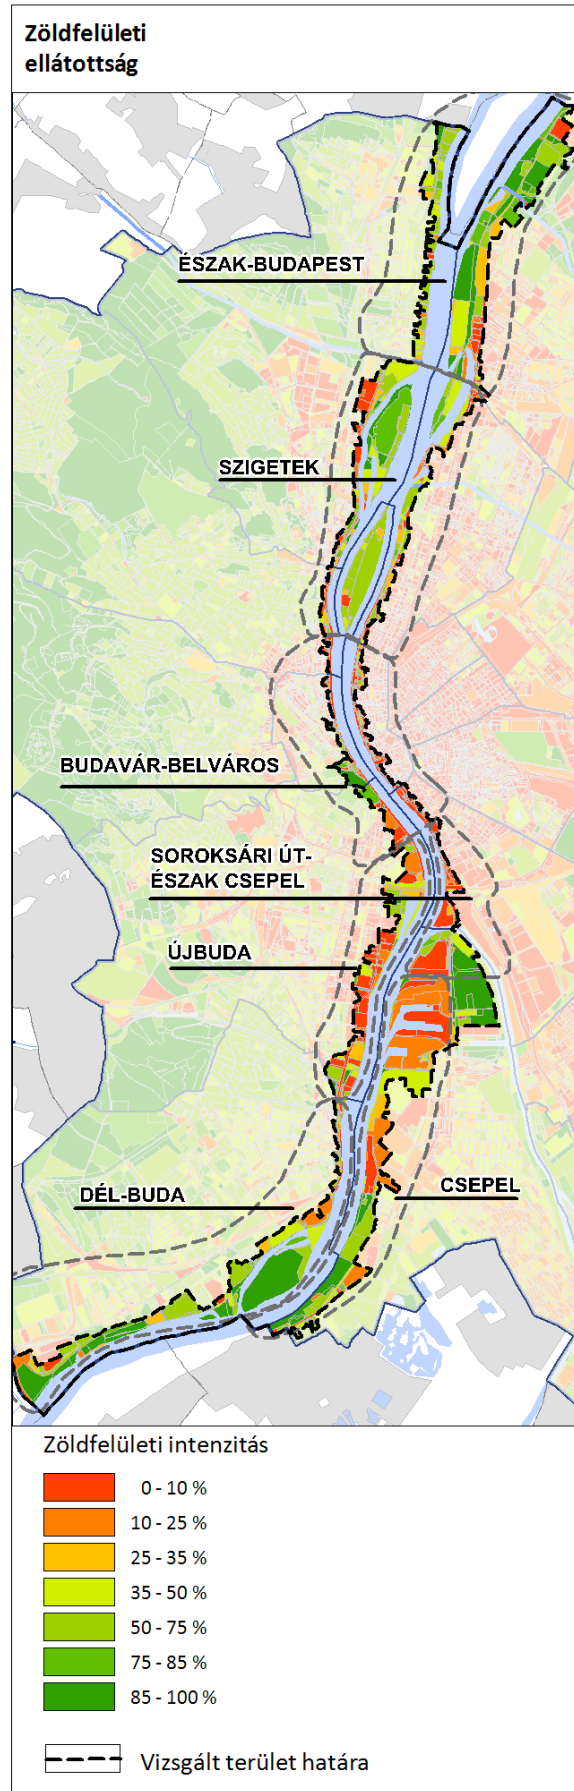 Zöldfelületi
ellátottság
ÉSZAK-BUDAPEST
SZIGETEK
BUDAVÁR-BELVÁROS
SOROKSÁRI ÚT-
ÉSZAK CSEPEL
ÚJBUDA
DÉL-BUDA
CSEPEL
Zöldfelületi intenzitás
0 - 10 %
10 - 25 %
25 - 35 %
35 - 50 %
50 - 75 %
75 - 85 %
85 - 100 %
Vizsgált terület határa